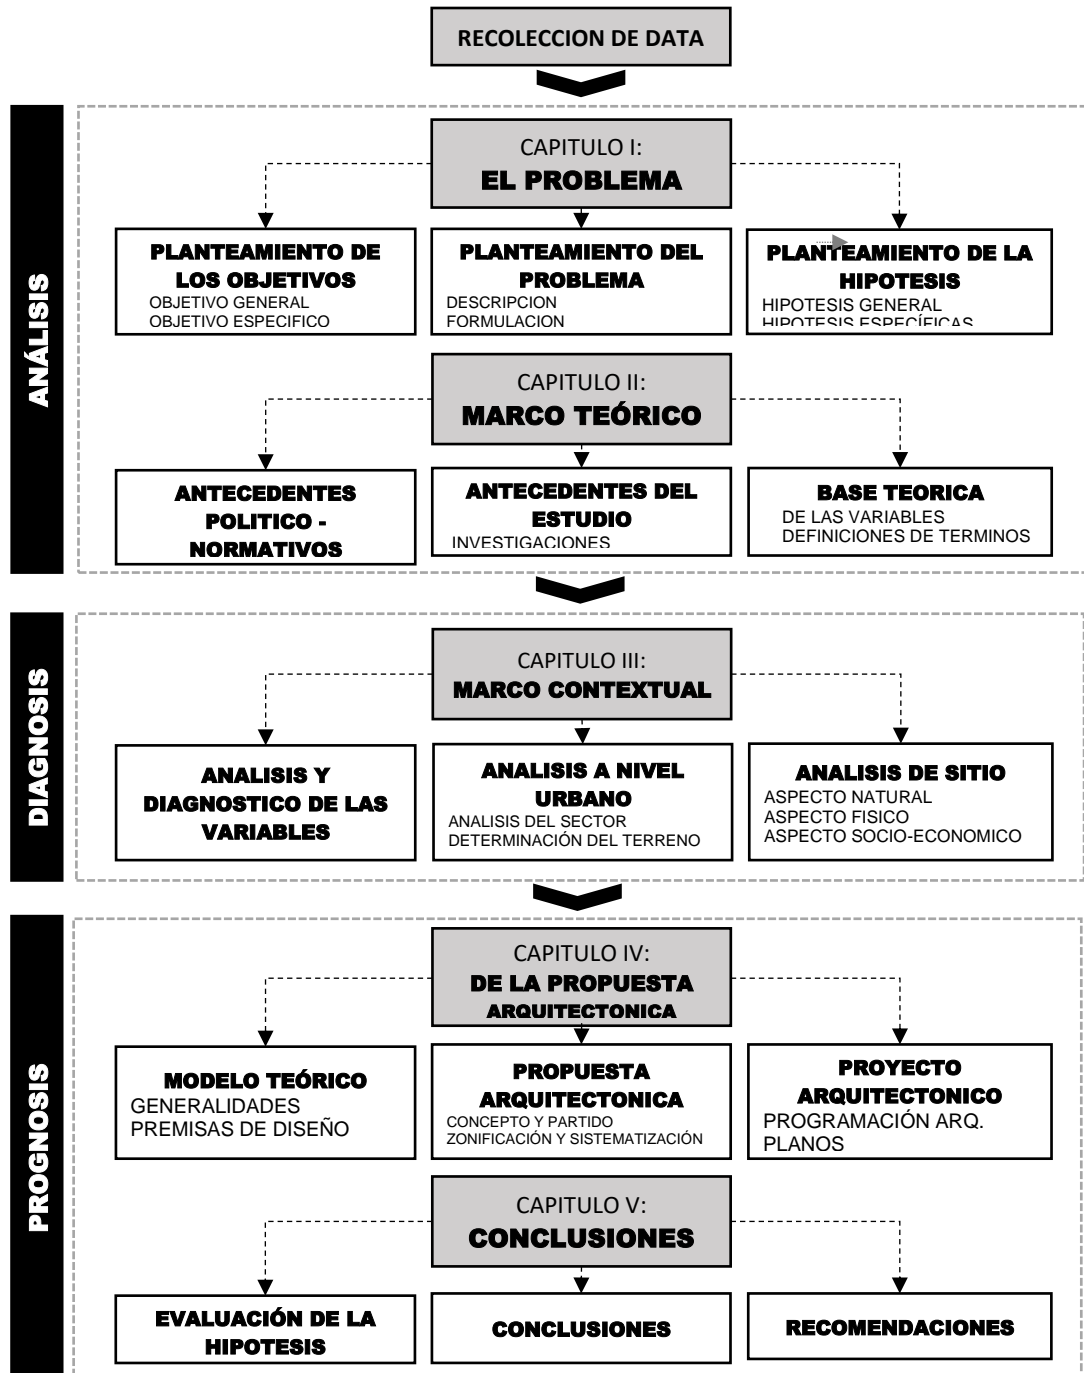 RECOLECCION DE DATA
ANÁLISIS
CAPITULO I:
EL PROBLEMA
PLANTEAMIENTO DE
LOS OBJETIVOS
OBJETIVO GENERAL
OBJETIVO ESPECIFICO
PLANTEAMIENTO DEL
PROBLEMA
DESCRIPCION
FORMULACION
PLANTEAMIENTO DE LA
HIPOTESIS
HIPOTESIS GENERAL
HIPOTESIS ESPECÍFICAS
CAPITULO II:
MARCO TEÓRICO
ANTECEDENTES
POLITICO -
NORMATIVOS
ANTECEDENTES DEL
ESTUDIO
INVESTIGACIONES
BASE TEORICA
DE LAS VARIABLES
DEFINICIONES DE TERMINOS
DIAGNOSIS
CAPITULO III:
MARCO CONTEXTUAL
ANALISIS Y
DIAGNOSTICO DE LAS
VARIABLES
ANALISIS A NIVEL
URBANO
ANALISIS DEL SECTOR
DETERMINACIÓN DEL TERRENO
ANALISIS DE SITIO
ASPECTO NATURAL
ASPECTO FISICO
ASPECTO SOCIO-ECONOMICO
PROGNOSIS
CAPITULO IV:
DE LA PROPUESTA
ARQUITECTONICA
MODELO TEÓRICO
GENERALIDADES
PREMISAS DE DISEÑO
PROPUESTA
ARQUITECTONICA
CONCEPTO Y PARTIDO
ZONIFICACIÓN Y SISTEMATIZACIÓN
PROYECTO
ARQUITECTONICO
PROGRAMACIÓN ARQ.
PLANOS
CAPITULO V:
CONCLUSIONES
EVALUACIÓN DE LA
HIPOTESIS
CONCLUSIONES
RECOMENDACIONES